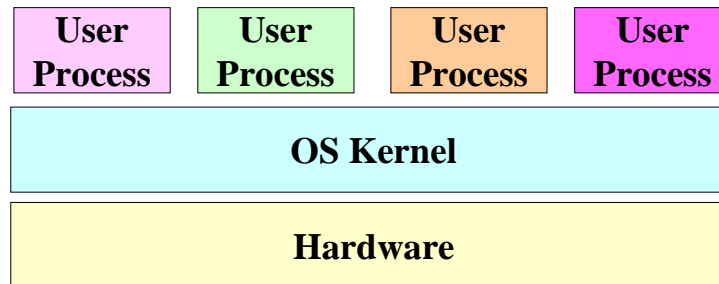 User
Process
User
Process
User
Process
User
Process
OS Kernel
Hardware